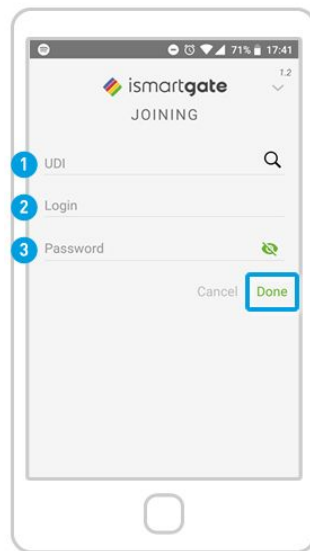 71% 17:41
ismartgate
1.2
JOINING
1 UDI
2 Login
3 Password
Cancel Done